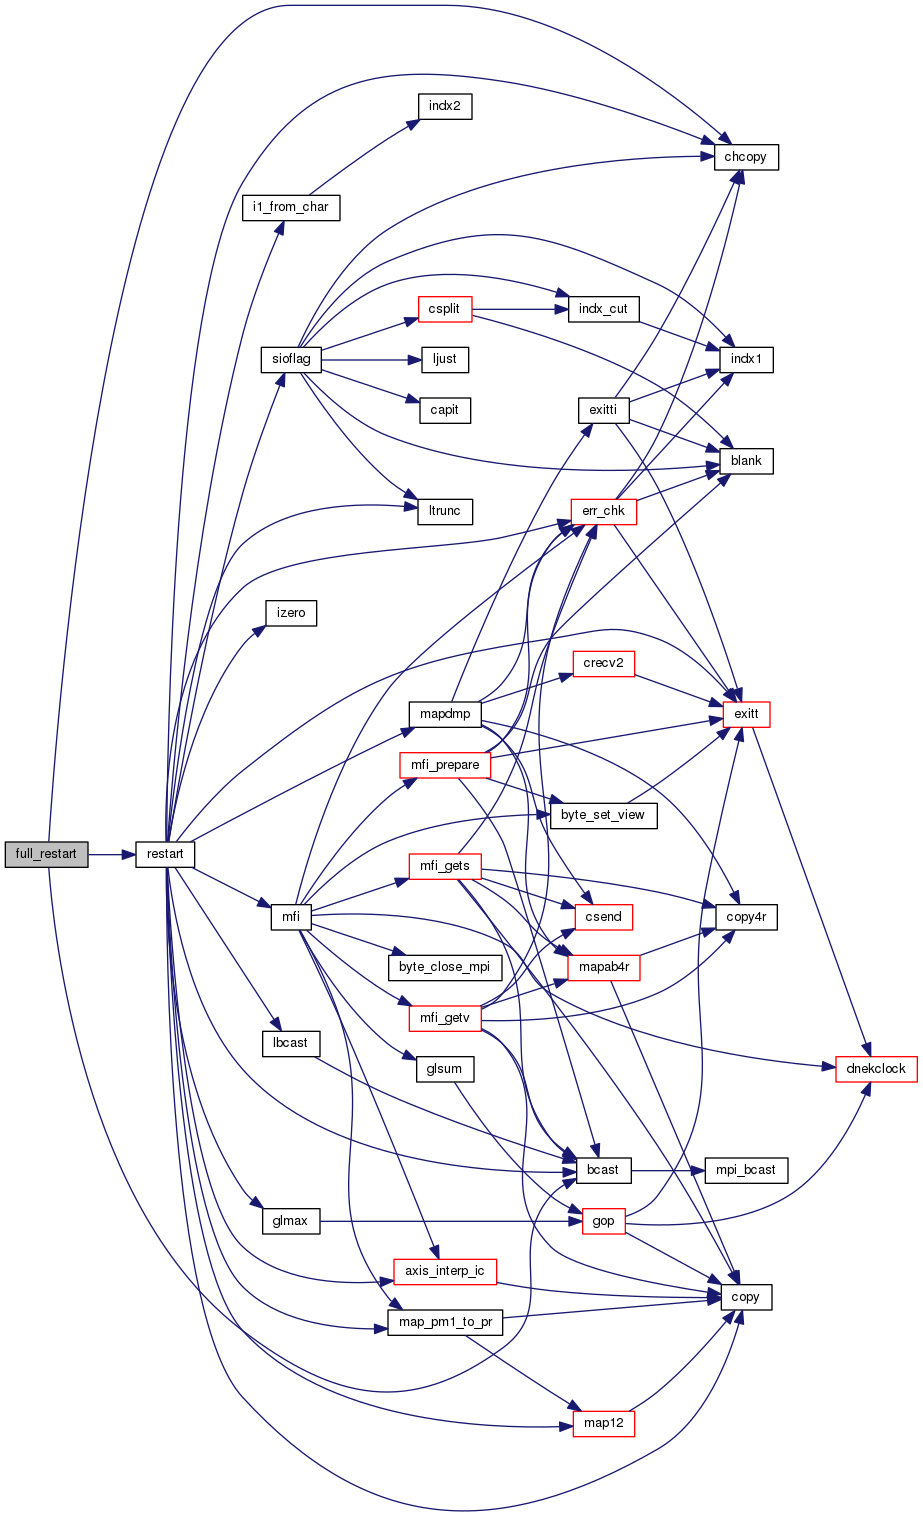 indx2
chcopy
i1_from_char
csplit
indx_cut
sioflag
ljust
indx1
capit
exitti
blank
ltrunc
err_chk
izero
crecv2
mapdmp
exitt
mfi_prepare
byte_set_view
full_restart
restart
mfi_gets
mfi
csend
copy4r
byte_close_mpi
mapab4r
mfi_getv
lbcast
glsum
dnekclock
bcast
mpi_bcast
glmax
gop
axis_interp_ic
copy
map_pm1_to_pr
map12